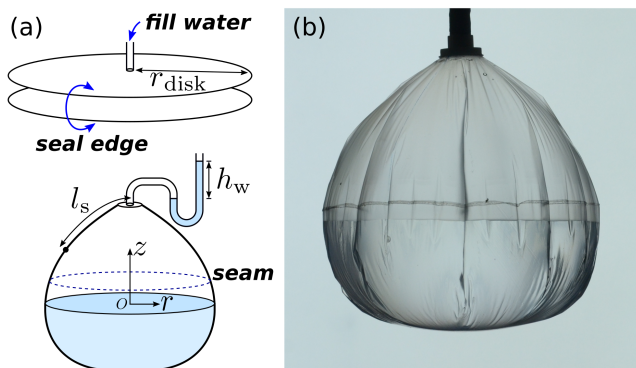 (a)
fill water
r_disk
seal edge
h_w
l_s
z
seam
O
r
(b)